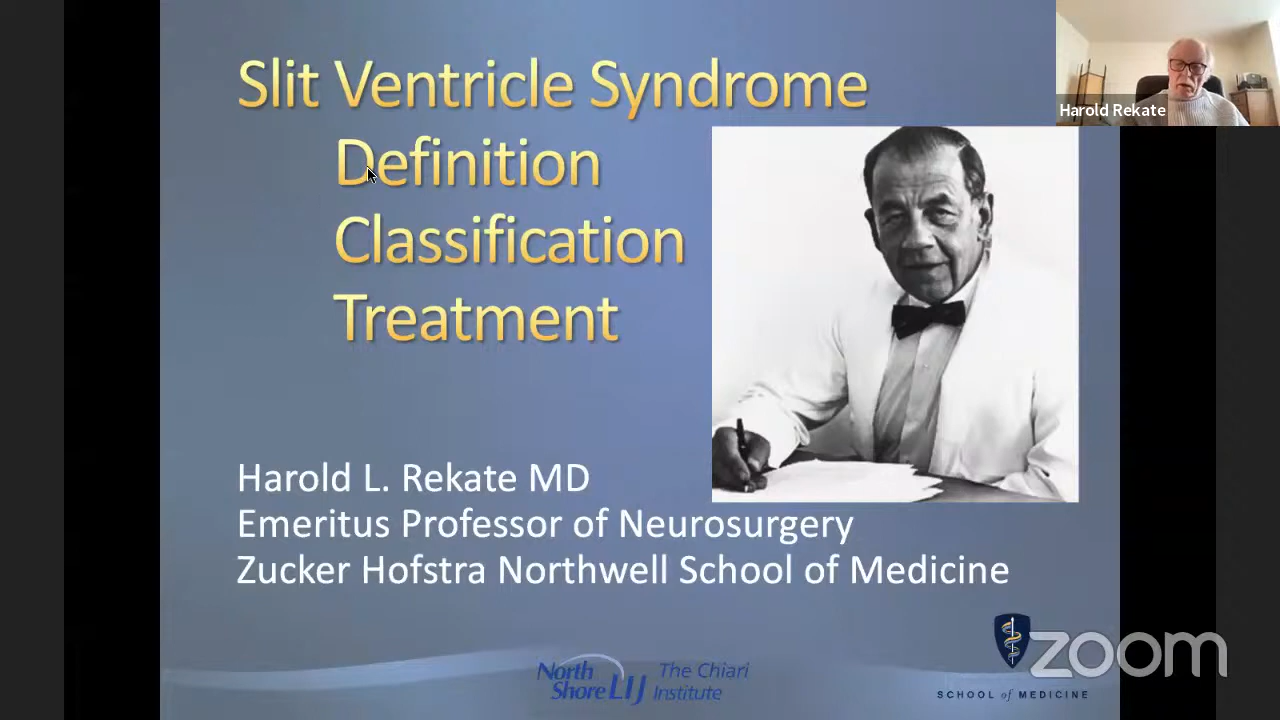 Slit Ventricle Syndrome
Definition
Classification
Treatment
Harold Rekate
Harold L. Rekate MD
Emeritus Professor of Neurosurgery
Zucker Hofstra Northwell School of Medicine
North
Shore LIJ
The Chiari
Institute
zoom
SCHOOL of MEDICINE